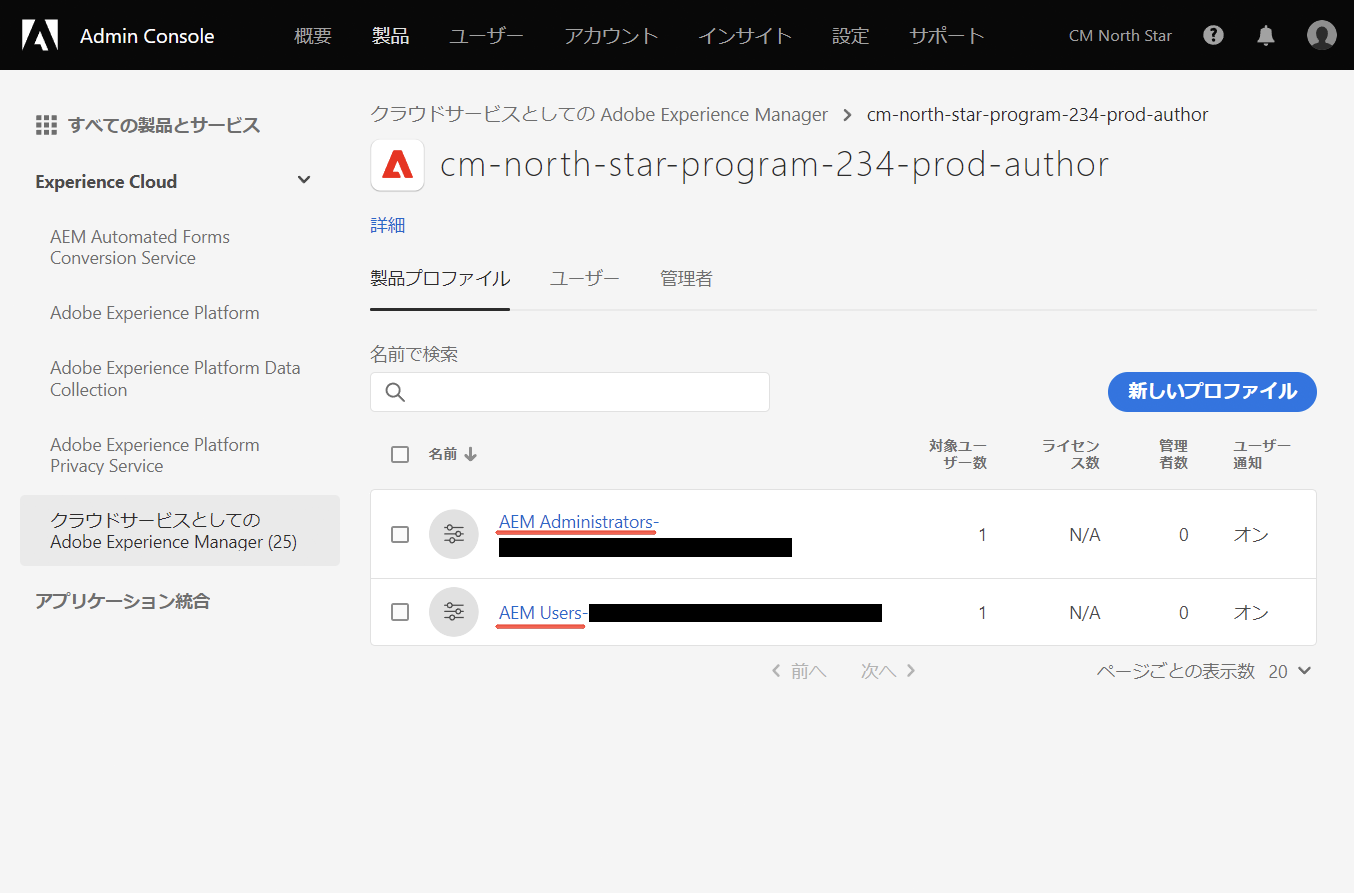 Admin Console 概要 製品 ユーザー アカウント インサイト 設定 サポート CM North Star
すべての製品とサービス
Experience Cloud
AEM Automated Forms
Conversion Service
Adobe Experience Platform
Adobe Experience Platform Data
Collection
Adobe Experience Platform
Privacy Service
クラウドサービスとしての
Adobe Experience Manager (25)
アプリケーション統合
クラウドサービスとしての Adobe Experience Manager > cm-north-star-program-234-prod-author
cm-north-star-program-234-prod-author
詳細
製品プロファイル ユーザー 管理者
名前で検索
新しいプロファイル
名前 対象ユーザー数 ライセンス数 管理者数 ユーザー通知
AEM Administrators- 1 N/A 0 オン
AEM Users- 1 N/A 0 オン
前へ 次へ ページごとの表示数 20